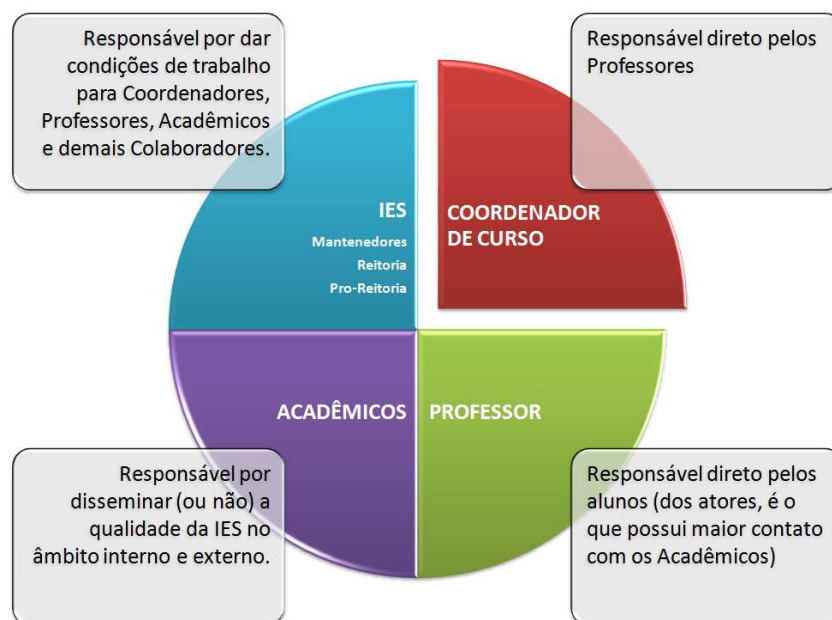 Responsável por dar
condições de trabalho
para Coordenadores,
Professores, Acadêmicos
e demais Colaboradores.
Responsável direto pelos
Professores
IES
Mantenedores
Reitoria
Pro-Reitoria
COORDENADOR
DE CURSO
ACADÊMICOS
PROFESSOR
Responsável por
disseminar (ou não) a
qualidade da IES no
âmbito interno e externo.
Responsável direto pelos
alunos (dos atores, é o
que possui maior contato
com os Acadêmicos)